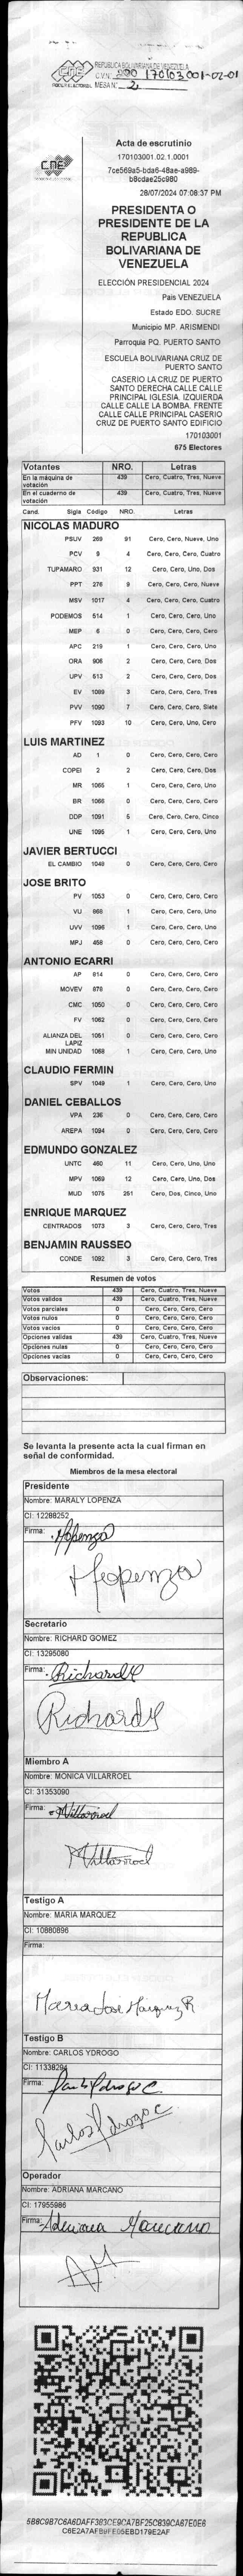 CNE
REPÚBLICA BOLIVARIANA DE VENEZUELA
PODER ELECTORAL MESA N° 2
CNE
Acta de escrutinio
170103001.02.1.0001
7ce569a5-bda6-48ae-a989-
b8cdae25c980
28/07/2024 07:08:37 PM
PRESIDENTA O
PRESIDENTE DE LA
REPUBLICA
BOLIVARIANA DE
VENEZUELA
ELECCIÓN PRESIDENCIAL 2024
Pais VENEZUELA
Estado EDO. SUCRE
Municipio MP. ARISMENDI
Parroquia PQ. PUERTO SANTO
ESCUELA BOLIVARIANA CRUZ DE
PUERTO SANTO
CASERIO LA CRUZ DE PUERTO
SANTO DERECHA CALLE CALLE
PRINCIPAL IGLESIA. IZQUIERDA
CALLE CALLE LA BOMBA. FRENTE
CALLE CALLE PRINCIPAL CASERIO
CRUZ DE PUERTO SANTO EDIFICIO
170103001
675 Electores
Votantes NRO. Letras
En la máquina de votación 439 Cero, Cuatro, Tres, Nueve
En el cuaderno de votación 439 Cero, Cuatro, Tres, Nueve
Cand. Sigla Código NRO. Letras
NICOLAS MADURO
PSUV 269 91 Cero, Cero, Nueve, Uno
PCV 9 4 Cero, Cero, Cero, Cuatro
TUPAMARO 931 12 Cero, Cero, Uno, Dos
PPT 276 9 Cero, Cero, Cero, Nueve
MSV 1017 4 Cero, Cero, Cero, Cuatro
PODEMOS 514 1 Cero, Cero, Cero, Uno
MEP 6 0 Cero, Cero, Cero, Cero
APC 219 1 Cero, Cero, Cero, Uno
ORA 906 2 Cero, Cero, Cero, Dos
UPV 513 2 Cero, Cero, Cero, Dos
EV 1089 3 Cero, Cero, Cero, Tres
PVV 1090 7 Cero, Cero, Cero, Siete
PFV 1093 10 Cero, Cero, Uno, Cero
LUIS MARTINEZ
AD 1 0 Cero, Cero, Cero, Cero
COPEI 2 2 Cero, Cero, Cero, Dos
MR 1065 1 Cero, Cero, Cero, Uno
BR 1066 0 Cero, Cero, Cero, Cero
DDP 1091 5 Cero, Cero, Cero, Cinco
UNE 1095 1 Cero, Cero, Cero, Uno
JAVIER BERTUCCI
EL CAMBIO 1048 0 Cero, Cero, Cero, Cero
JOSE BRITO
PV 1053 0 Cero, Cero, Cero, Cero
VU 868 1 Cero, Cero, Cero, Uno
UVV 1096 1 Cero, Cero, Cero, Uno
MPJ 458 0 Cero, Cero, Cero, Cero
ANTONIO ECARRI
AP 814 0 Cero, Cero, Cero, Cero
MOVEV 879 0 Cero, Cero, Cero, Cero
CMC 1050 0 Cero, Cero, Cero, Cero
FV 1062 0 Cero, Cero, Cero, Cero
ALIANZA DEL LAPIZ 1051 0 Cero, Cero, Cero, Cero
MIN UNIDAD 1068 1 Cero, Cero, Cero, Uno
CLAUDIO FERMIN
SPV 1049 1 Cero, Cero, Cero, Uno
DANIEL CEBALLOS
VPA 236 0 Cero, Cero, Cero, Cero
AREPA 1094 0 Cero, Cero, Cero, Cero
EDMUNDO GONZALEZ
UNTC 460 11 Cero, Cero, Uno, Uno
MPV 1069 12 Cero, Cero, Uno, Dos
MUD 1075 251 Cero, Dos, Cinco, Uno
ENRIQUE MARQUEZ
CENTRADOS 1073 3 Cero, Cero, Cero, Tres
BENJAMIN RAUSSEO
CONDE 1092 3 Cero, Cero, Cero, Tres
Resumen de votos
Votos 439 Cero, Cuatro, Tres, Nueve
Votos validos 439 Cero, Cuatro, Tres, Nueve
Votos parciales 0 Cero, Cero, Cero, Cero
Votos nulos 0 Cero, Cero, Cero, Cero
Votos vacios 0 Cero, Cero, Cero, Cero
Opciones validas 439 Cero, Cuatro, Tres, Nueve
Opciones nulas 0 Cero, Cero, Cero, Cero
Opciones vacias 0 Cero, Cero, Cero, Cero
Observaciones:
Se levanta la presente acta la cual firman en
señal de conformidad.
Miembros de la mesa electoral
Presidente
Nombre: MARALY LOPENZA
CI: 12288252
Firma:
Secretario
Nombre: RICHARD GOMEZ
CI: 13295080
Firma: Richard
Richard
Miembro A
Nombre: MONICA VILLARROEL
CI: 31353090
Firma: Villarroel
Villarroel
Testigo A
Nombre: MARIA MARQUEZ
CI: 10880896
Firma:
Maria José Marquez R
Testigo B
Nombre: CARLOS YDROGO
CI: 11338294
Firma: Carlos Ydrogo C.
Carlos Ydrogo C
Operador
Nombre: ADRIANA MARCANO
CI: 17955986
Firma: Adriana Marcano
AM
5B8C9B7C6A6DAFF383CE9CA7BF25C839CA67E0E6
C6E2A7AFB9FE05EBD179E2AF